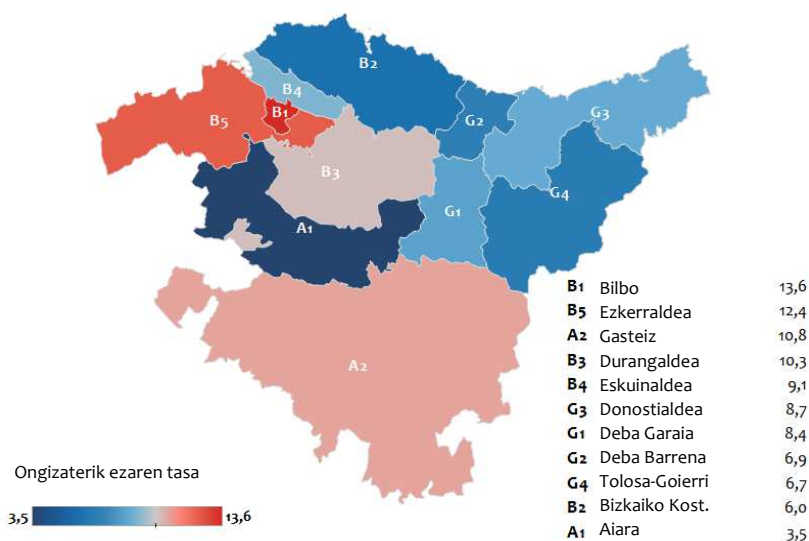 B2
B4
B1
B5
G2
G3
B3
G4
G1
A1
A2
B1 Bilbo 13,6
B5 Ezkerraldea 12,4
A2 Gasteiz 10,8
B3 Durangaldea 10,3
B4 Eskuinaldea 9,1
G3 Donostialdea 8,7
G1 Deba Garaia 8,4
G2 Deba Barrena 6,9
G4 Tolosa-Goierri 6,7
B2 Bizkaiko Kost. 6,0
A1 Aiara 3,5
Ongizaterik ezaren tasa
3,5 13,6